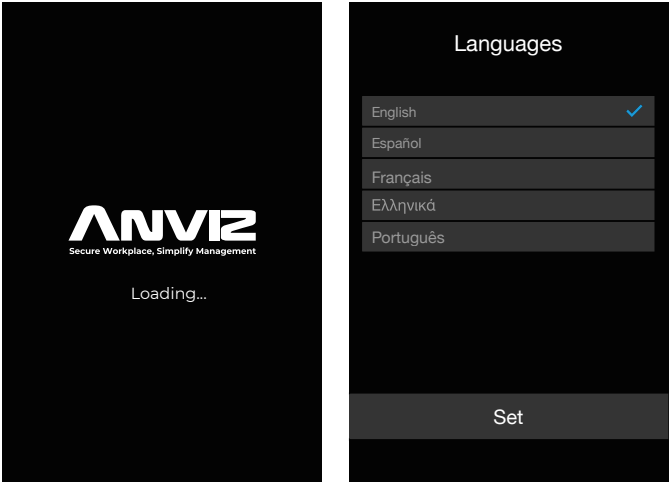 ANVIZ
Secure Workplace, Simplify Management
Loading...
Languages
English
Español
Français
Ελληνικά
Português
Set